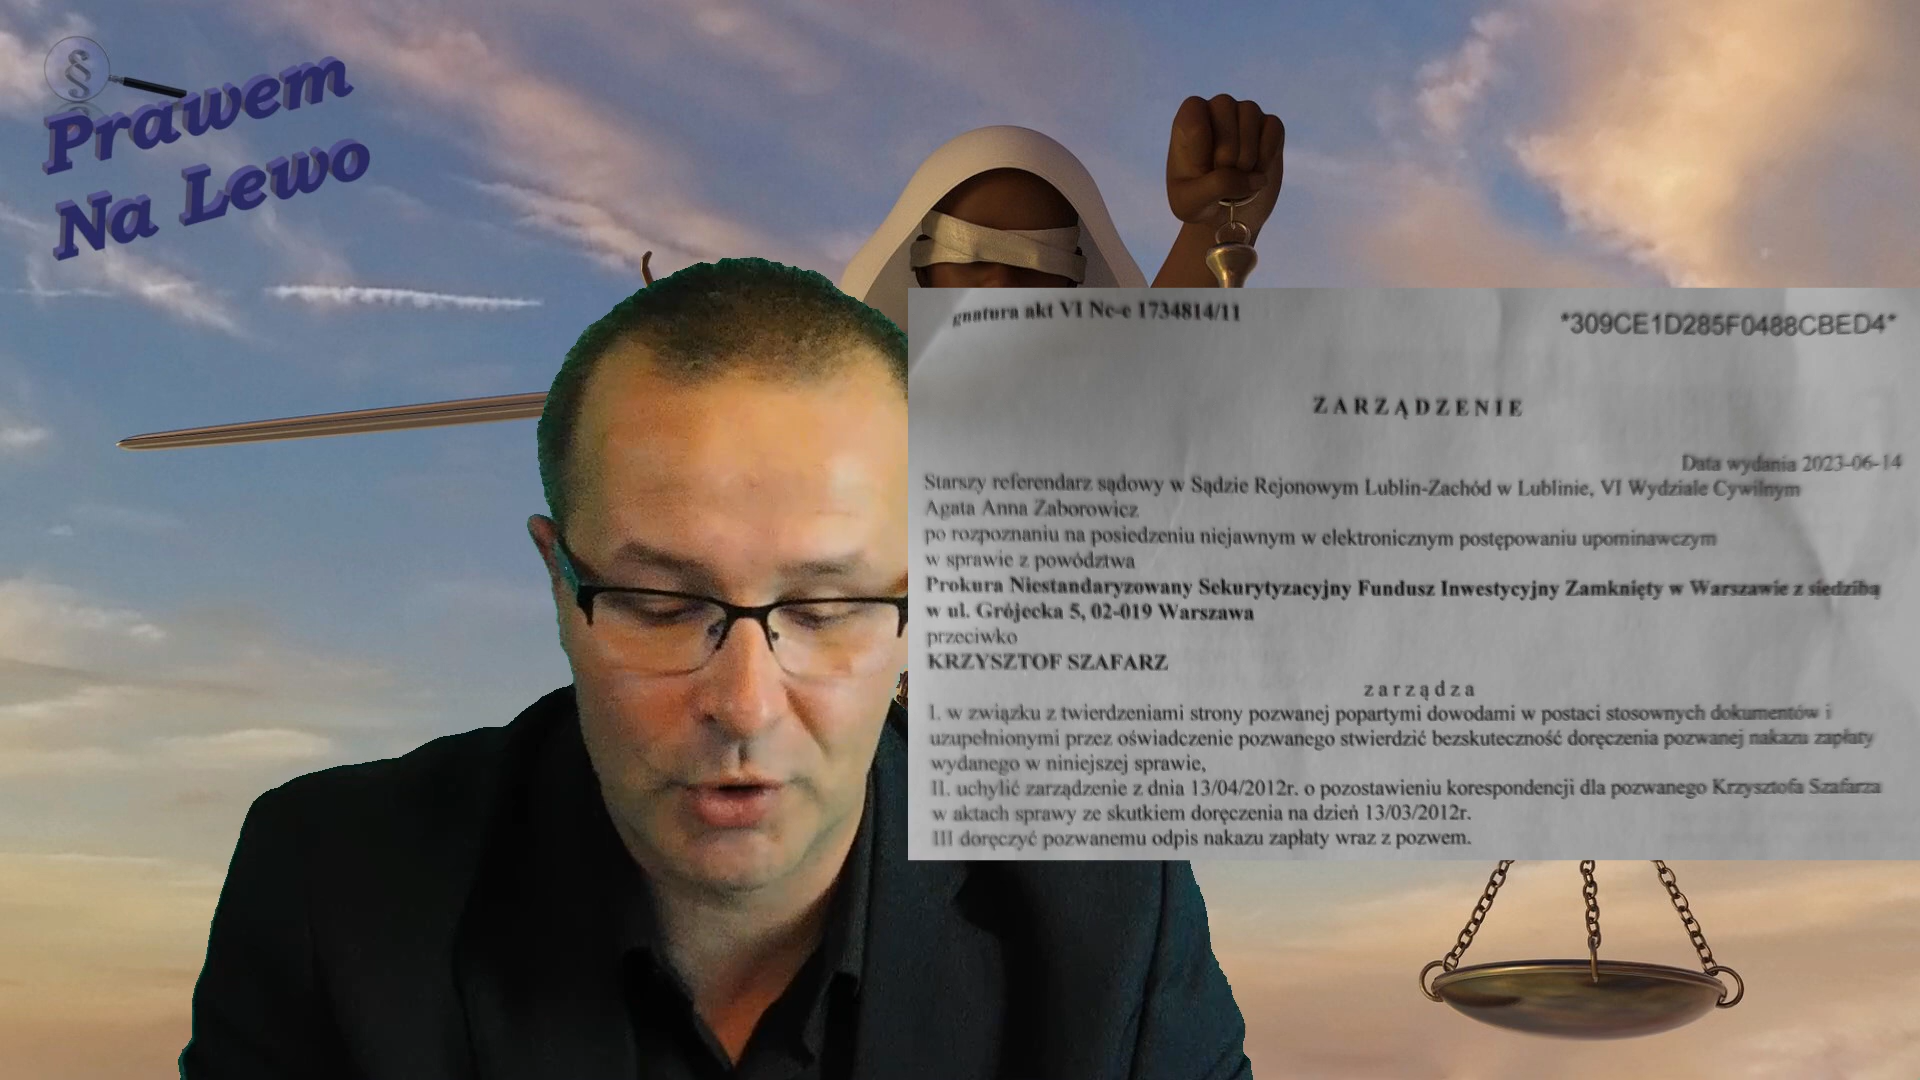 §
Prawem
Na Lewo
gnatura akt VI Nc-e 1734814/11
*309CE1D285F0488CBED4*
ZARZĄDZENIE
Data wydania 2023-06-14
Starszy referendarz sądowy w Sądzie Rejonowym Lublin-Zachód w Lublinie, VI Wydziale Cywilnym
Agata Anna Zaborowicz
po rozpoznaniu na posiedzeniu niejawnym w elektronicznym postępowaniu upominawczym
w sprawie z powództwa
Prokura Niestandaryzowany Sekurytyzacyjny Fundusz Inwestycyjny Zamknięty w Warszawie z siedzibą
w ul. Grójecka 5, 02-019 Warszawa
przeciwko
KRZYSZTOF SZAFARZ
zarządza
I. w związku z twierdzeniami strony pozwanej popartymi dowodami w postaci stosownych dokumentów i
uzupełnionymi przez oświadczenie pozwanego stwierdzić bezskuteczność doręczenia pozwanej nakazu zapłaty
wydanego w niniejszej sprawie,
II. uchylić zarządzenie z dnia 13/04/2012r. o pozostawieniu korespondencji dla pozwanego Krzysztofa Szafarza
w aktach sprawy ze skutkiem doręczenia na dzień 13/03/2012r.
III doręczyć pozwanemu odpis nakazu zapłaty wraz z pozwem.